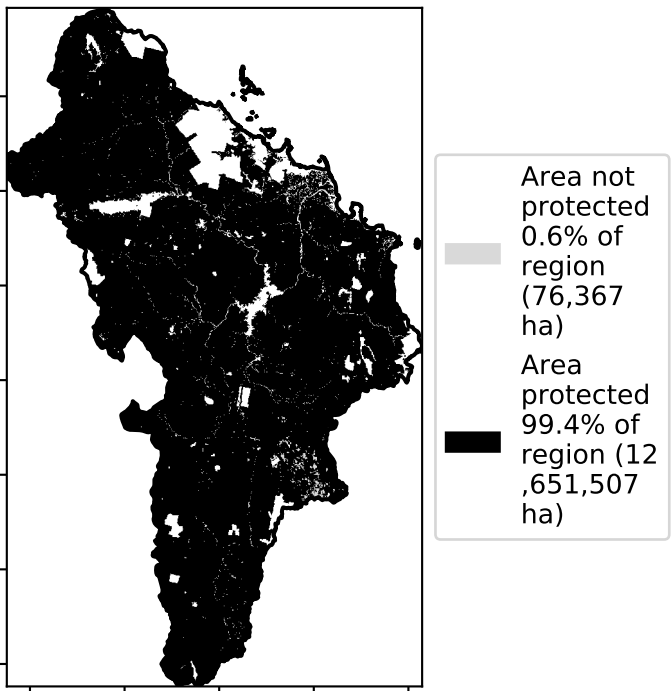 Area not
protected
0.6% of
region
(76,367
ha)
Area
protected
99.4% of
region (12
,651,507
ha)